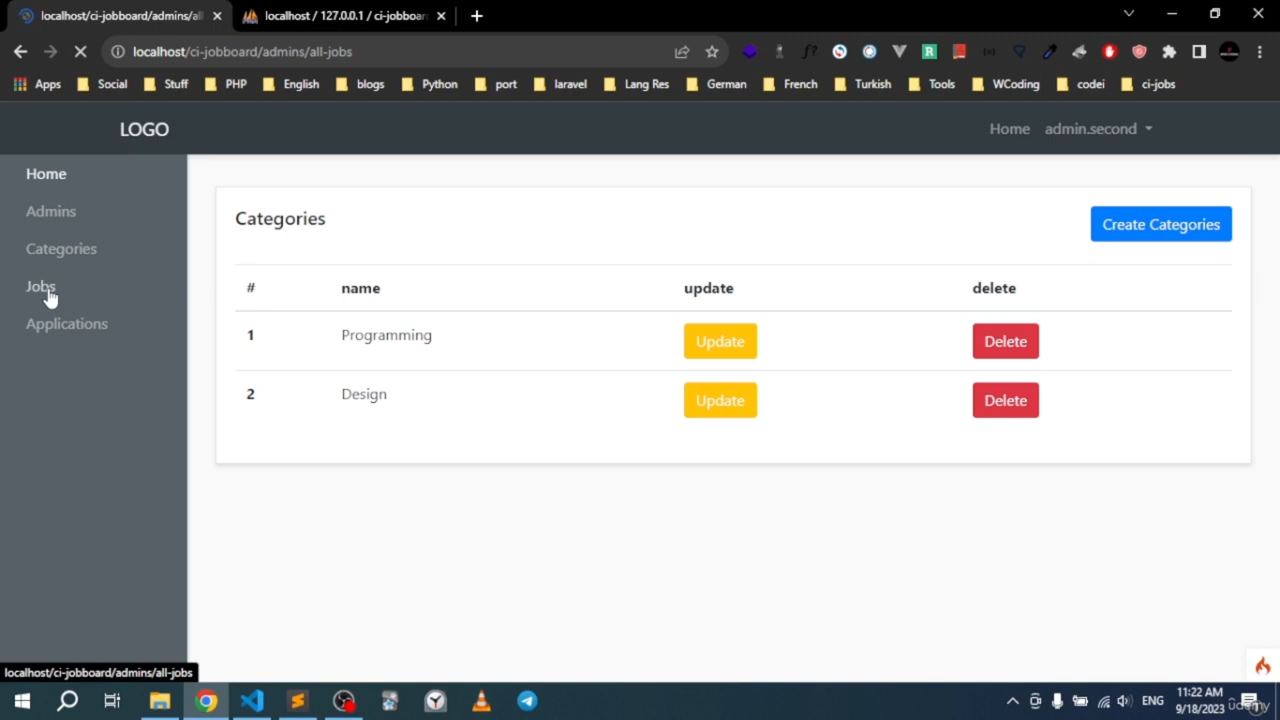 localhost/ci-jobboard/admins/all
localhost / 127.0.0.1 / ci-jobboar
localhost/ci-jobboard/admins/all-jobs
Apps Social Stuff PHP English blogs Python port laravel Lang Res German French Turkish Tools WCoding codei ci-jobs
LOGO
Home admin.second
Home
Admins
Categories
Jobs
Applications
Categories
Create Categories
# name update delete
1 Programming Update Delete
2 Design Update Delete
localhost/ci-jobboard/admins/all-jobs
ENG
11:22 AM
9/18/2023
udemy